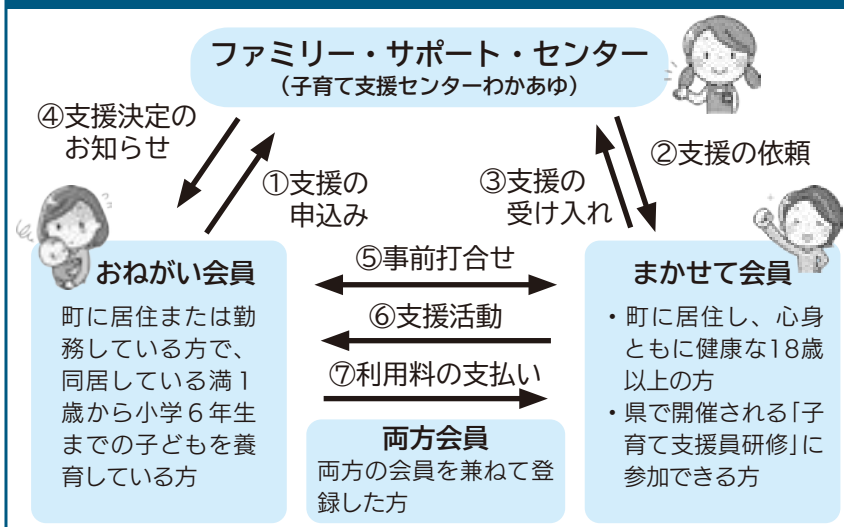 ファミリー・サポート・センター
（子育て支援センターわかあゆ）
④支援決定の
お知らせ
①支援の
申込み
③支援の
受け入れ
②支援の依頼
おねがい会員
町に居住または勤
務している方で、
同居している満1
歳から小学6年生
までの子どもを養
育している方
⑤事前打合せ
⑥支援活動
⑦利用料の支払い
両方会員
両方の会員を兼ねて登
録した方
まかせて会員
・町に居住し、心身
ともに健康な18歳
以上の方
・県で開催される「子
育て支援員研修」に
参加できる方